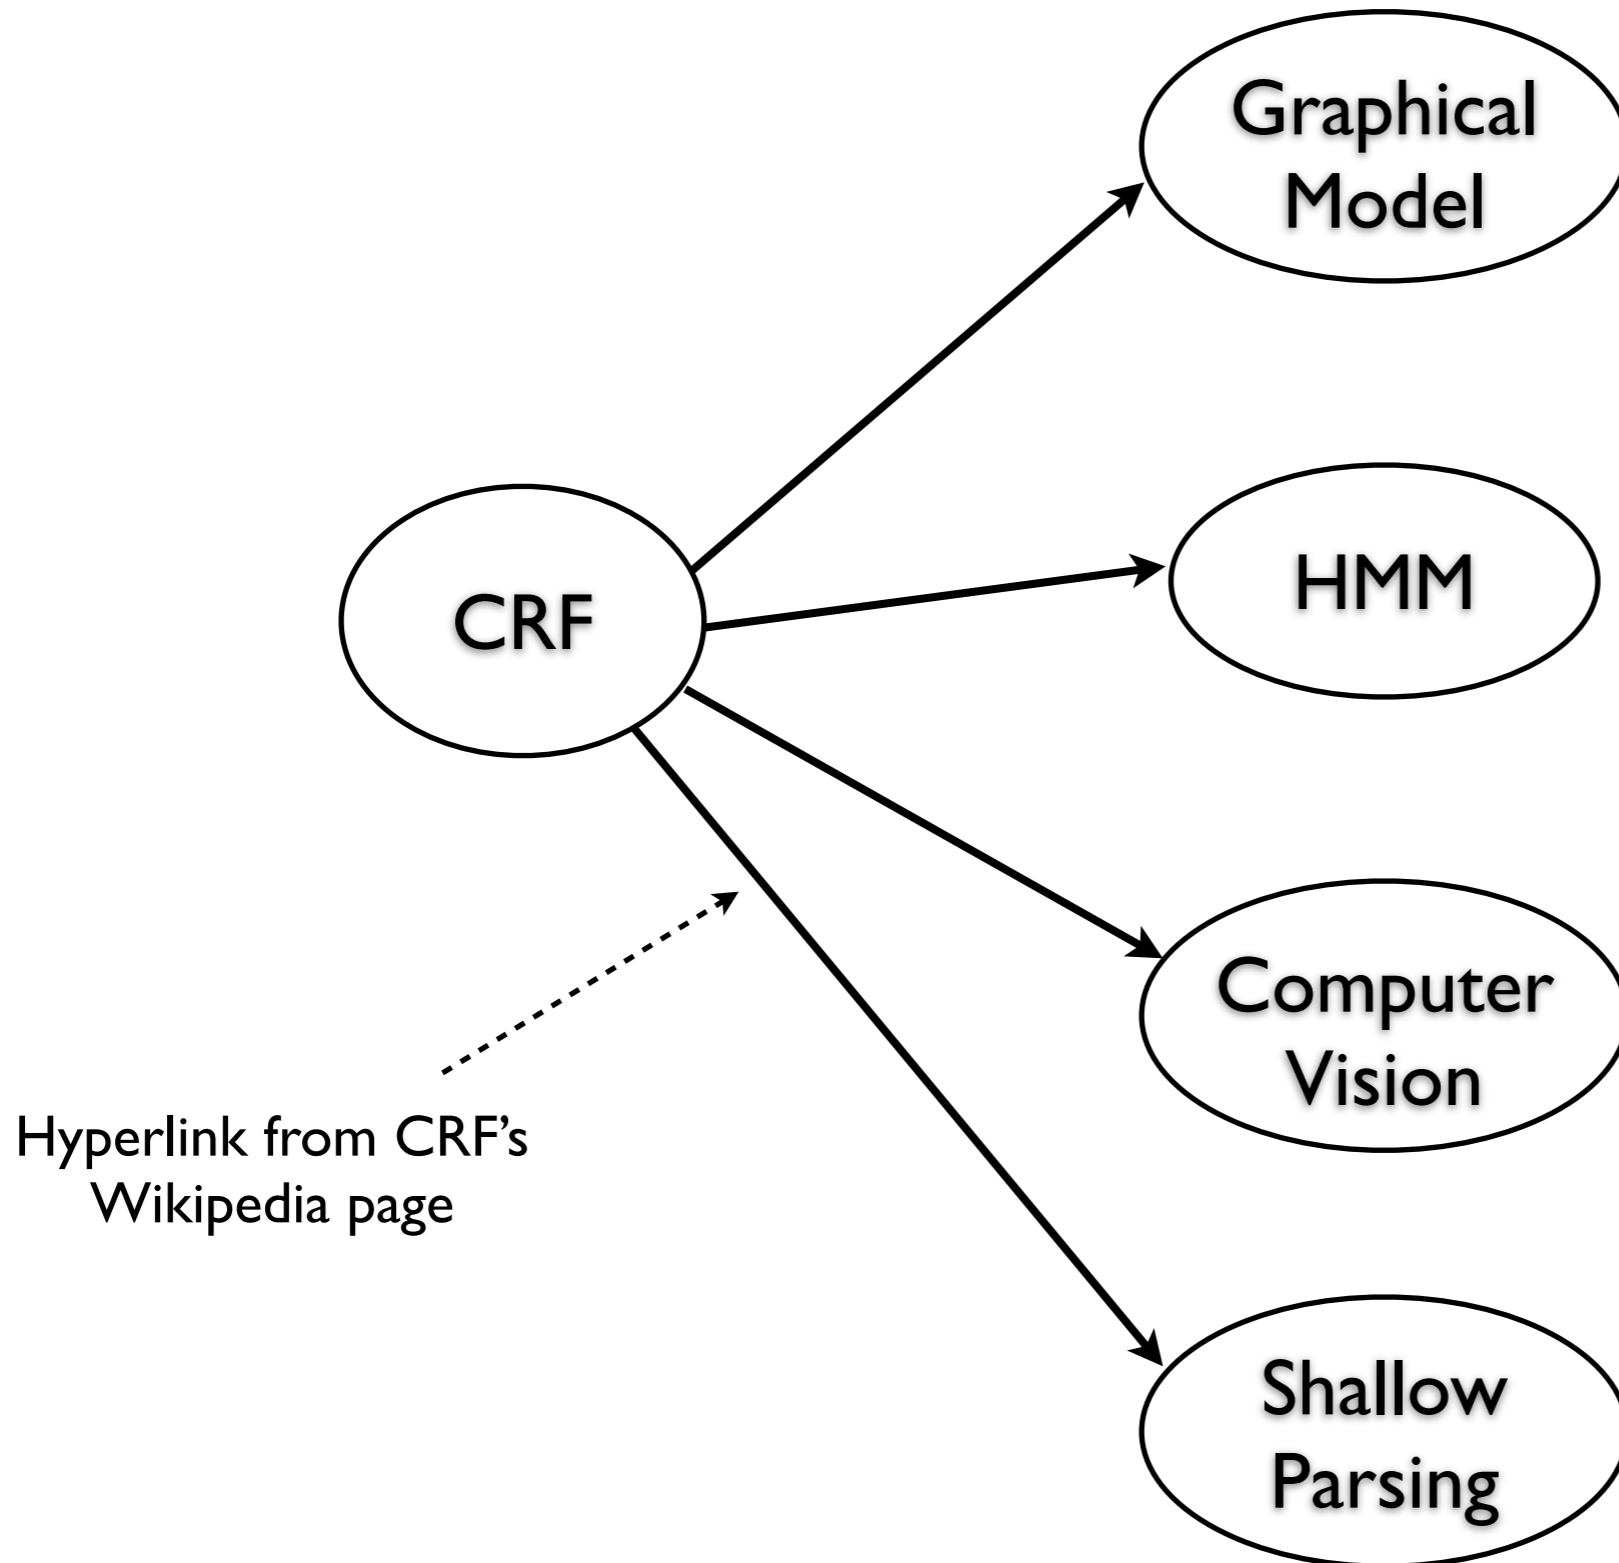 Graphical
Model
HMM
CRF
Computer
Vision
Hyperlink from CRF's
Wikipedia page
Shallow
Parsing